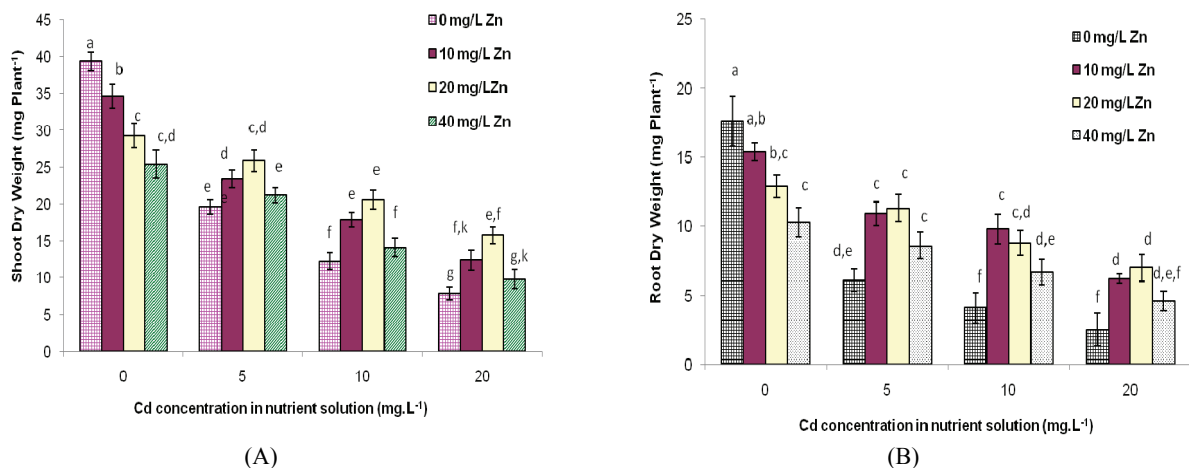 45
40
35
30
25
20
15
10
5
0
Shoot Dry Weight (mg Plant⁻¹)
0 mg/L Zn
10 mg/L Zn
20 mg/LZn
40 mg/L Zn
a
b
c
c,d
e
d
e
c,d
e
f
e
e
f
g
f,k
e,f
g,k
0 5 10 20
Cd concentration in nutrient solution (mg.L⁻¹)
(A)
25
20
15
10
5
0
Root Dry Weight (mg Plant⁻¹)
0 mg/L Zn
10 mg/L Zn
20 mg/LZn
40 mg/L Zn
a
a,b
b,c
c
d,e
c
c
c
f
c
c,d
d,e
f
d
d
d,e,f
0 5 10 20
Cd concentration in nutrient solution (mg.L⁻¹)
(B)